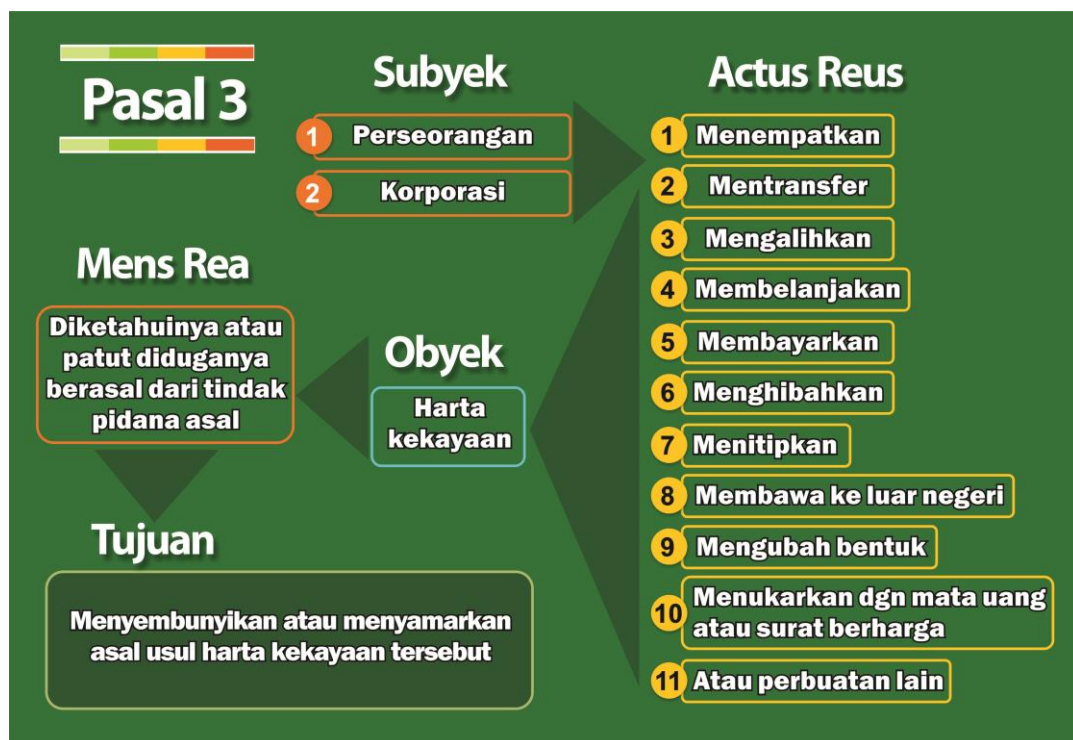 Pasal 3
Subyek
1 Perseorangan
2 Korporasi
Actus Reus
1 Menempatkan
2 Mentransfer
3 Mengalihkan
4 Membelanjakan
5 Membayarkan
6 Menghibahkan
7 Menitipkan
8 Membawa ke luar negeri
9 Mengubah bentuk
10 Menukarkan dgn mata uang
atau surat berharga
11 Atau perbuatan lain
Obyek
Harta
kekayaan
Mens Rea
Diketahuinya atau
patut diduganya
berasal dari tindak
pidana asal
Tujuan
Menyembunyikan atau menyamarkan
asal usul harta kekayaan tersebut